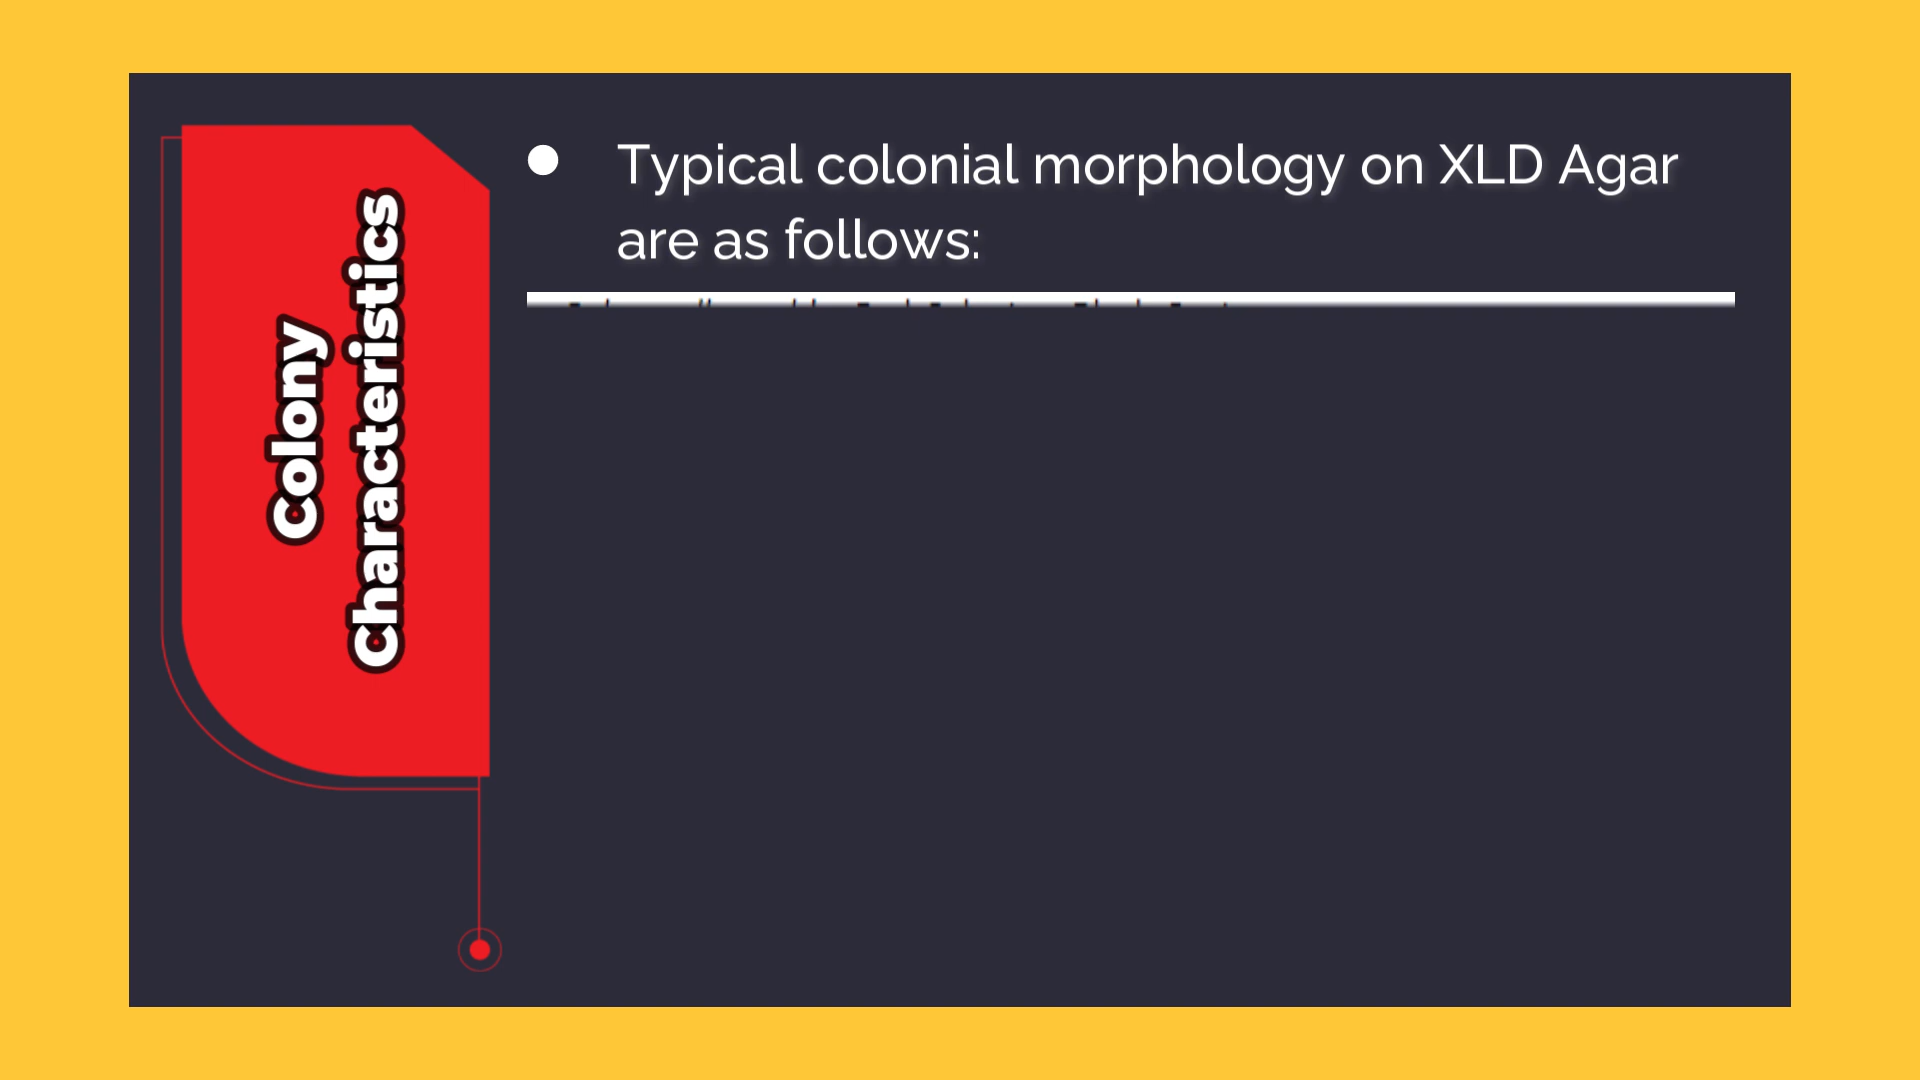 Colony
Characteristics
Typical colonial morphology on XLD Agar
are as follows: